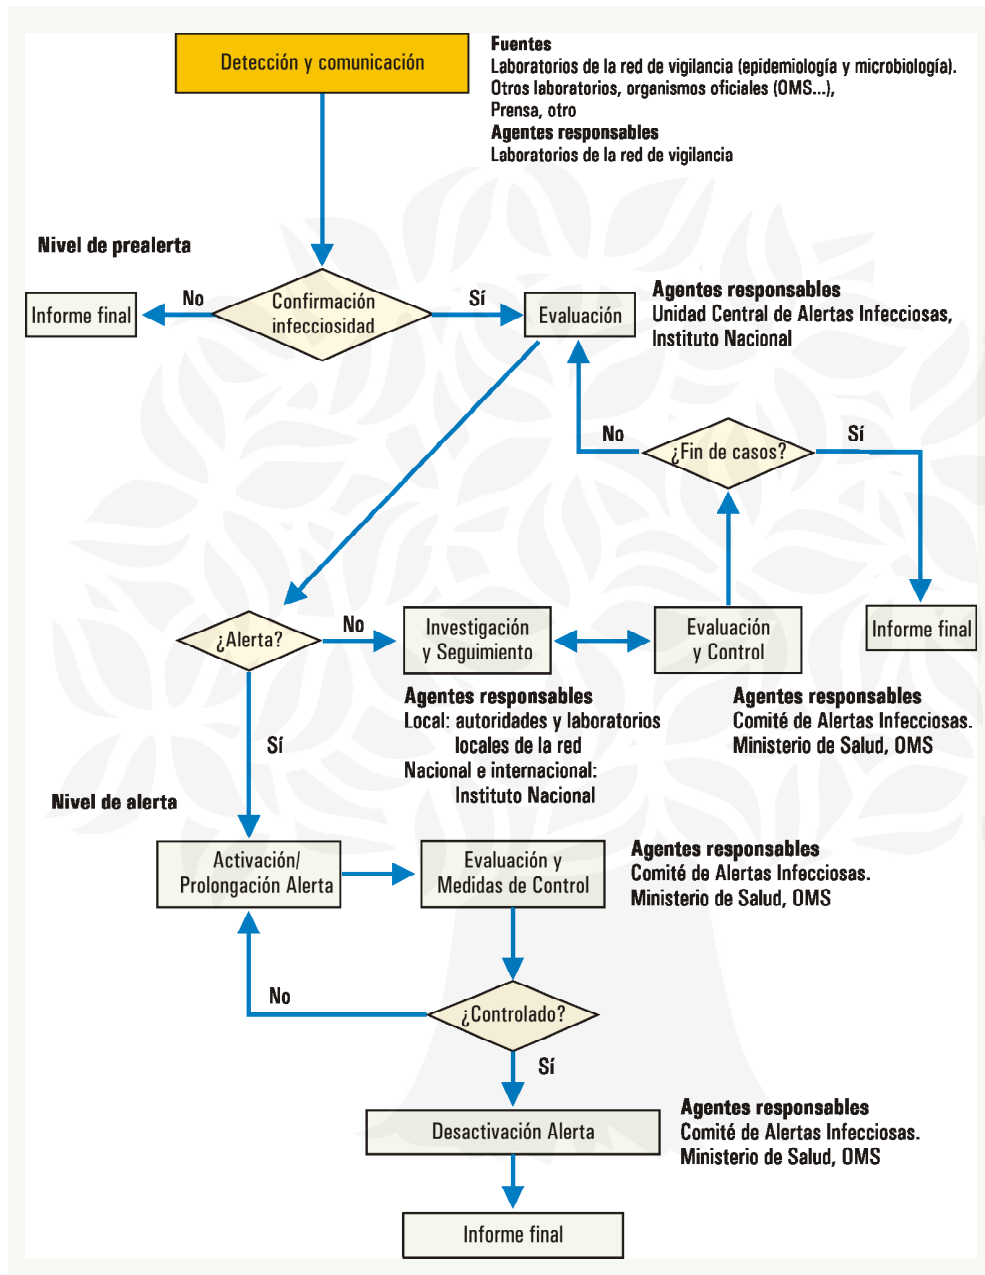 Detección y comunicación
Fuentes
Laboratorios de la red de vigilancia (epidemiología y microbiología).
Otros laboratorios, organismos oficiales (OMS...),
Prensa, otro
Agentes responsables
Laboratorios de la red de vigilancia
Nivel de prealerta
Informe final
No
Confirmación
infecciosidad
Sí
Evaluación
Agentes responsables
Unidad Central de Alertas Infecciosas,
Instituto Nacional
No
¿Fin de casos?
Sí
¿Alerta?
No
Investigación
y Seguimiento
Evaluación
y Control
Informe final
Agentes responsables
Local: autoridades y laboratorios
locales de la red
Nacional e internacional:
Instituto Nacional
Agentes responsables
Comité de Alertas Infecciosas.
Ministerio de Salud, OMS
Sí
Nivel de alerta
Activación/
Prolongación Alerta
Evaluación y
Medidas de Control
Agentes responsables
Comité de Alertas Infecciosas.
Ministerio de Salud, OMS
No
¿Controlado?
Sí
Desactivación Alerta
Agentes responsables
Comité de Alertas Infecciosas.
Ministerio de Salud, OMS
Informe final